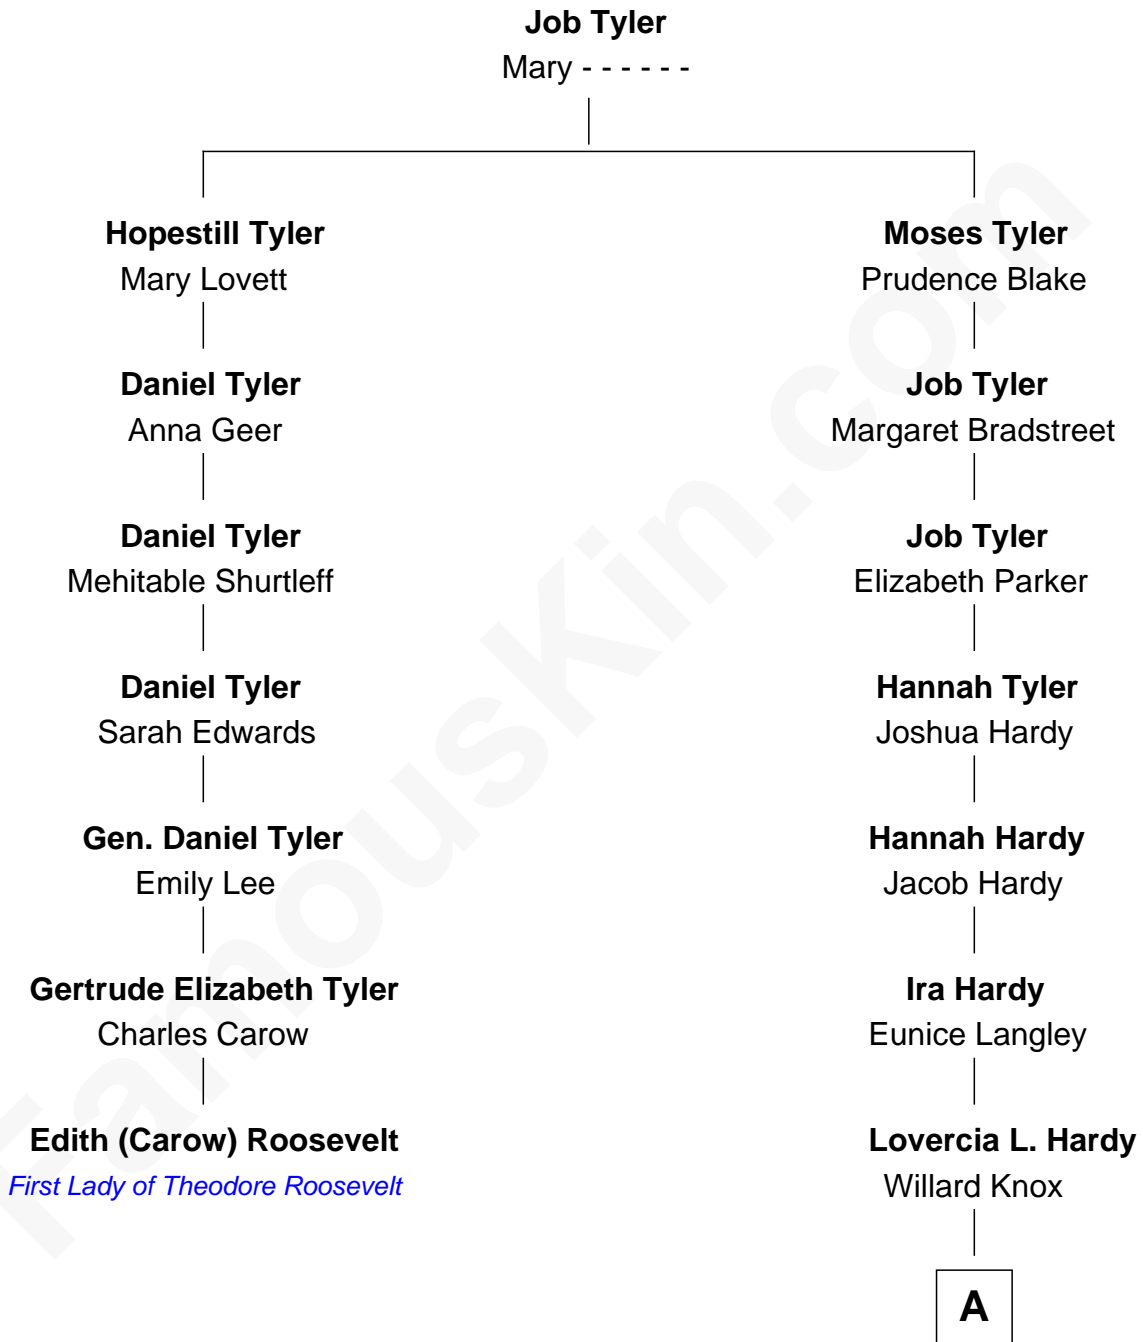 Job Tyler
Mary - - - - - -
Hopestill Tyler
Mary Lovett
Moses Tyler
Prudence Blake
Daniel Tyler
Anna Geer
Job Tyler
Margaret Bradstreet
Daniel Tyler
Mehitable Shurtleff
Job Tyler
Elizabeth Parker
Daniel Tyler
Sarah Edwards
Hannah Tyler
Joshua Hardy
Gen. Daniel Tyler
Emily Lee
Hannah Hardy
Jacob Hardy
Gertrude Elizabeth Tyler
Charles Carow
Ira Hardy
Eunice Langley
Edith (Carow) Roosevelt
First Lady of Theodore Roosevelt
Lovercia L. Hardy
Willard Knox
A
FamousKin.com